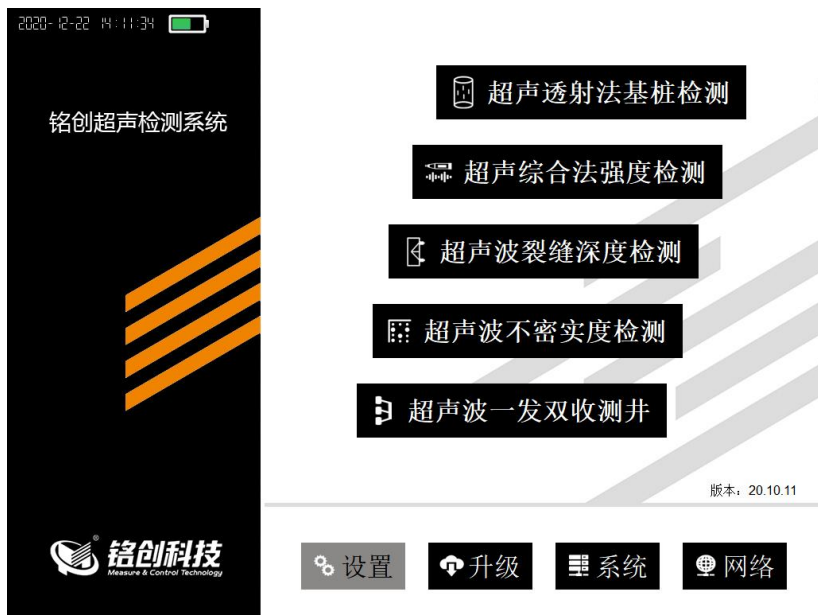 2020-12-22 14:11:34
铭创超声检测系统
超声透射法基桩检测
超声综合法强度检测
超声波裂缝深度检测
超声波不密实度检测
超声波一发双收测井
版本：20.10.11
铭创科技
Measure & Control Technology
设置
升级
系统
网络